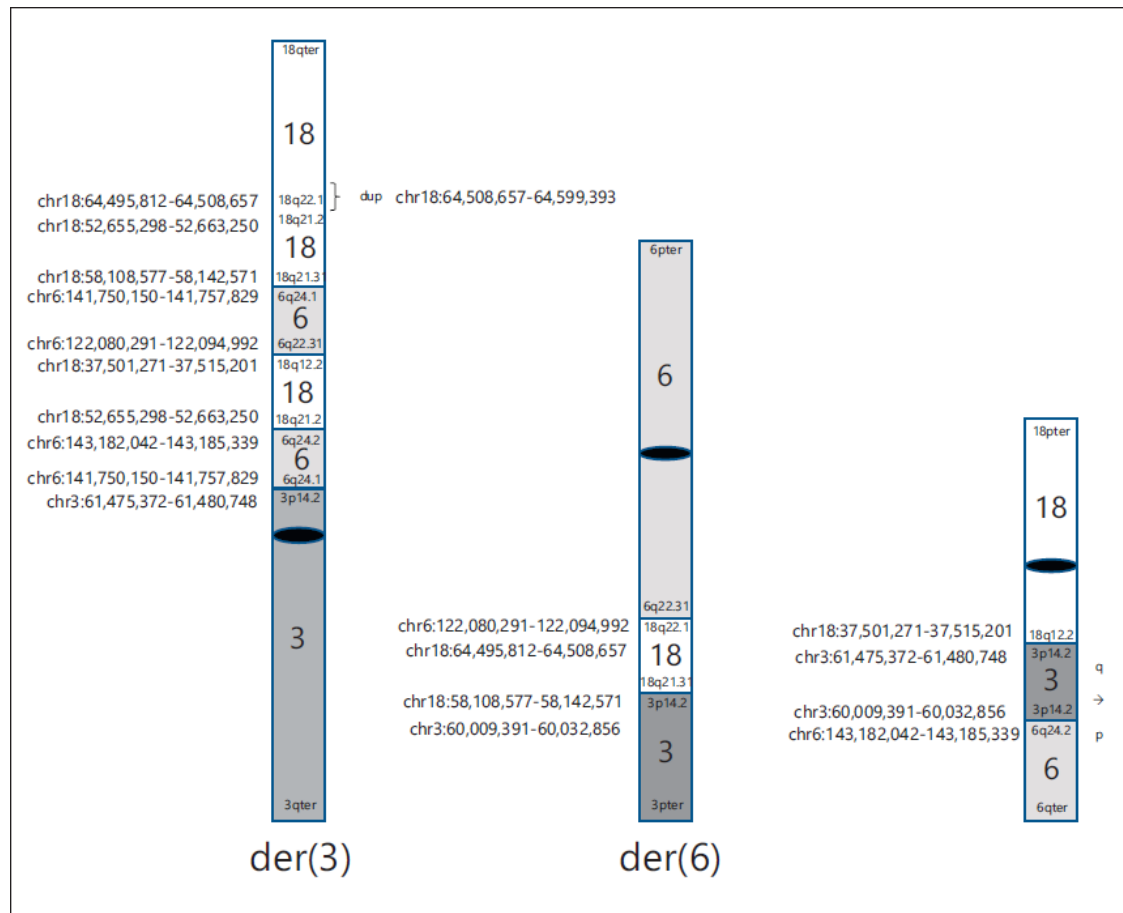 18qter
18
chr18:64,495,812-64,508,657
18q22.1
dup chr18:64,508,657-64,599,393
chr18:52,655,298-52,663,250
18q21.2
18
chr18:58,108,577-58,142,571
18q21.31
chr6:141,750,150-141,757,829
6q24.1
6
chr6:122,080,291-122,094,992
6q22.31
chr18:37,501,271-37,515,201
18q12.2
18
chr18:52,655,298-52,663,250
18q21.2
chr6:143,182,042-143,185,339
6q24.2
6
chr6:141,750,150-141,757,829
6q24.1
chr3:61,475,372-61,480,748
3p14.2
3
3qter
der(3)
6pter
6
6q22.31
chr6:122,080,291-122,094,992
18q22.1
chr18:64,495,812-64,508,657
18
18q21.31
chr18:58,108,577-58,142,571
3p14.2
chr3:60,009,391-60,032,856
3
3pter
der(6)
18pter
18
chr18:37,501,271-37,515,201
18q12.2
chr3:61,475,372-61,480,748
3p14.2
q
3
→
chr3:60,009,391-60,032,856
3p14.2
chr6:143,182,042-143,185,339
6q24.2
p
6
6qter